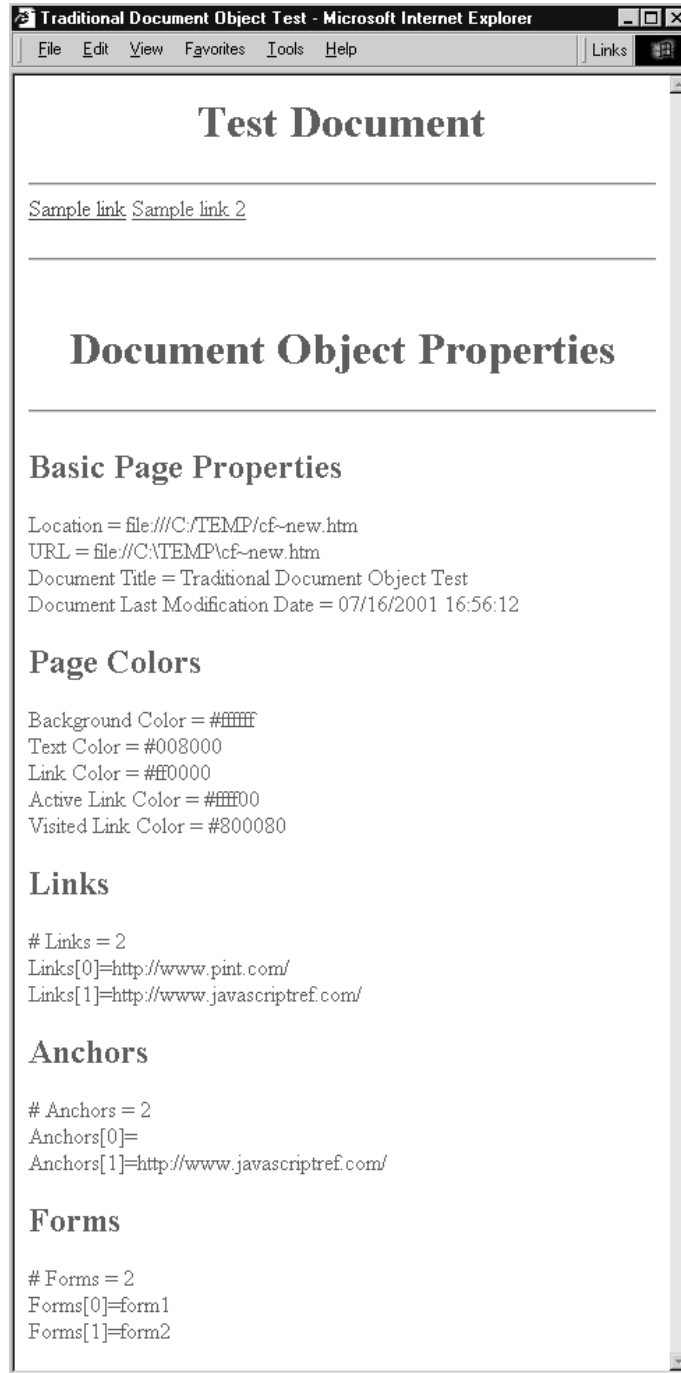 Traditional Document Object Test - Microsoft Internet Explorer
File Edit View Favorites Tools Help Links
Test Document
Sample link Sample link 2
Document Object Properties
Basic Page Properties
Location = file:///C:/TEMP/cf~new.htm
URL = file://C:\TEMP\cf~new.htm
Document Title = Traditional Document Object Test
Document Last Modification Date = 07/16/2001 16:56:12
Page Colors
Background Color = #ffffff
Text Color = #008000
Link Color = #ff0000
Active Link Color = #ffff00
Visited Link Color = #800080
Links
# Links = 2
Links[0]=http://www.pint.com/
Links[1]=http://www.javascriptref.com/
Anchors
# Anchors = 2
Anchors[0]=
Anchors[1]=http://www.javascriptref.com/
Forms
# Forms = 2
Forms[0]=form1
Forms[1]=form2